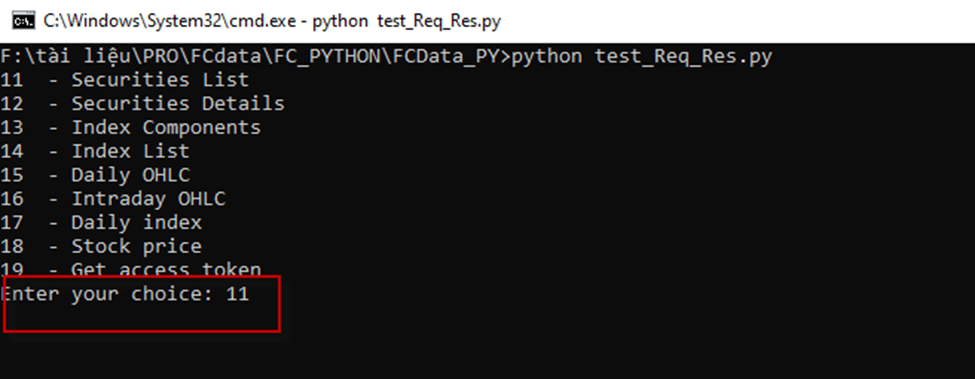 C:\Windows\System32\cmd.exe - python test_Req_Res.py
F:\tài liệu\PRO\FCdata\FC_PYTHON\FCData_PY>python test_Req_Res.py
11 - Securities List
12 - Securities Details
13 - Index Components
14 - Index List
15 - Daily OHLC
16 - Intraday OHLC
17 - Daily index
18 - Stock price
19 - Get access token
Enter your choice: 11